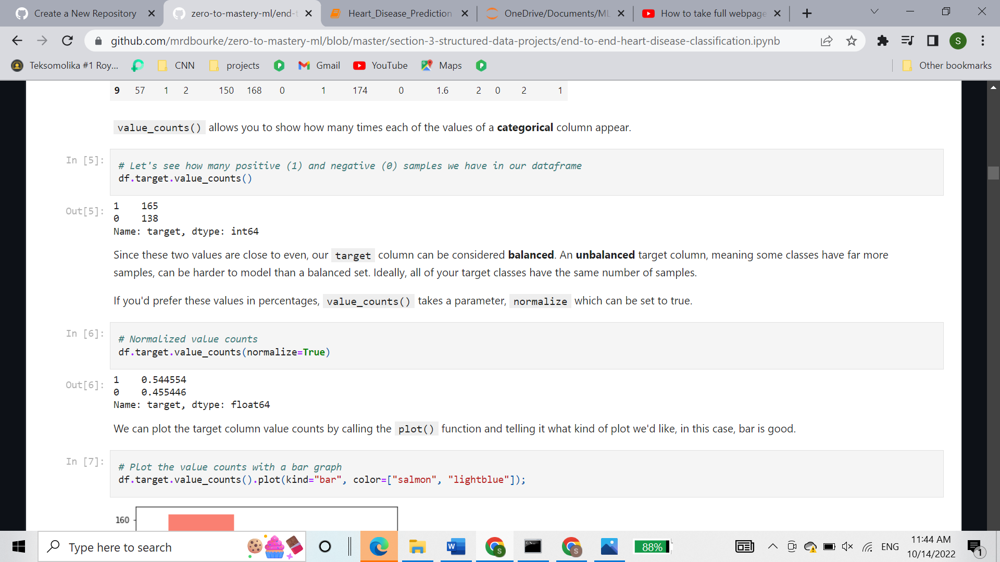 Create a New Repository
zero-to-mastery-ml/end-t
Heart_Disease_Prediction
OneDrive/Documents/ML
How to take full webpage
github.com/mrdbourke/zero-to-mastery-ml/blob/master/section-3-structured-data-projects/end-to-end-heart-disease-classification.ipynb
S
Teksomolika #1 Roy...
CNN
projects
Gmail
YouTube
Maps
Other bookmarks
9 57 1 2 150 168 0 1 174 0 1.6 2 0 2 1
value_counts() allows you to show how many times each of the values of a categorical column appear.
In [5]:
# Let's see how many positive (1) and negative (0) samples we have in our dataframe
df.target.value_counts()
Out[5]:
1 165
0 138
Name: target, dtype: int64
Since these two values are close to even, our target column can be considered balanced. An unbalanced target column, meaning some classes have far more
samples, can be harder to model than a balanced set. Ideally, all of your target classes have the same number of samples.
If you'd prefer these values in percentages, value_counts() takes a parameter, normalize which can be set to true.
In [6]:
# Normalized value counts
df.target.value_counts(normalize=True)
Out[6]:
1 0.544554
0 0.455446
Name: target, dtype: float64
We can plot the target column value counts by calling the plot() function and telling it what kind of plot we'd like, in this case, bar is good.
In [7]:
# Plot the value counts with a bar graph
df.target.value_counts().plot(kind="bar", color=["salmon", "lightblue"]);
160
Type here to search
W
S
S
88%
ENG
11:44 AM
10/14/2022
1